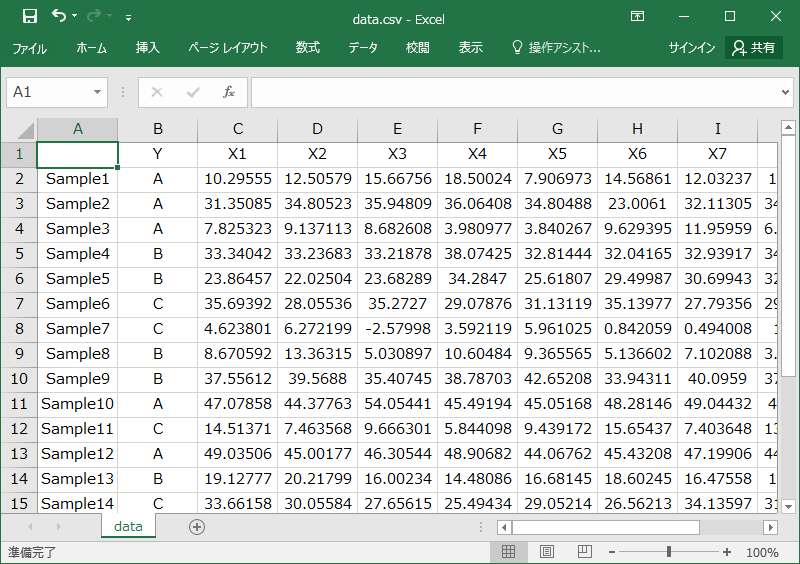 data.csv - Excel
ファイル ホーム 挿入 ページ レイアウト 数式 データ 校閲 表示 操作アシスト... サインイン 共有
A1 fx
A B C D E F G H I
1 Y X1 X2 X3 X4 X5 X6 X7
2 Sample1 A 10.29555 12.50579 15.66756 18.50024 7.906973 14.56861 12.03237 1
3 Sample2 A 31.35085 34.80523 35.94809 36.06408 34.80488 23.0061 32.11305 34
4 Sample3 A 7.825323 9.137113 8.682608 3.980977 3.840267 9.629395 11.95959 6.
5 Sample4 B 33.34042 33.23683 33.21878 38.07425 32.81444 32.04165 32.93917 34
6 Sample5 B 23.86457 22.02504 23.68289 34.2847 25.61807 29.49987 30.69943 32
7 Sample6 C 35.69392 28.05536 35.2727 29.07876 31.13119 35.13977 27.79356 29
8 Sample7 C 4.623801 6.272199 -2.57998 3.592119 5.961025 0.842059 0.494008 1
9 Sample8 B 8.670592 13.36315 5.030897 10.60484 9.365565 5.136602 7.102088 3.
10 Sample9 B 37.55612 39.5688 35.40745 38.78703 42.65208 33.94311 40.0959 37
11 Sample10 A 47.07858 44.37763 54.05441 45.49194 45.05168 48.28146 49.04432 4
12 Sample11 C 14.51371 7.463568 9.666301 5.844098 9.439172 15.65437 7.403648 13
13 Sample12 A 49.03506 45.00177 46.30544 48.90682 44.06762 45.43208 47.19906 44
14 Sample13 B 19.12777 20.21799 16.00234 14.48086 16.68145 18.60245 16.47558 1
15 Sample14 C 33.66158 30.05584 27.65615 25.49434 29.05214 26.56213 34.13597 31
data
準備完了 100%